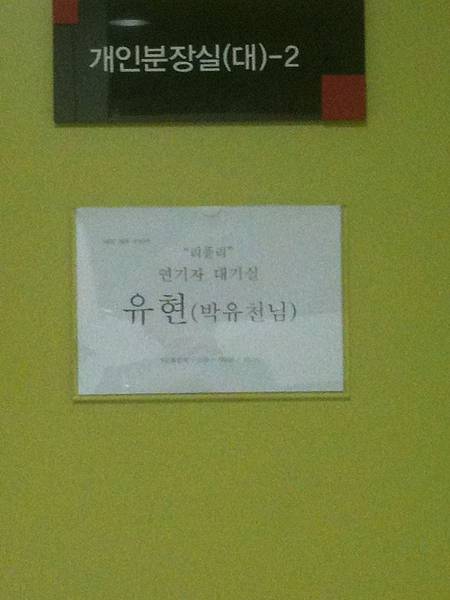 개인분장실(대)-2
"리플리"
연기자 대기실
유현(박유천님)